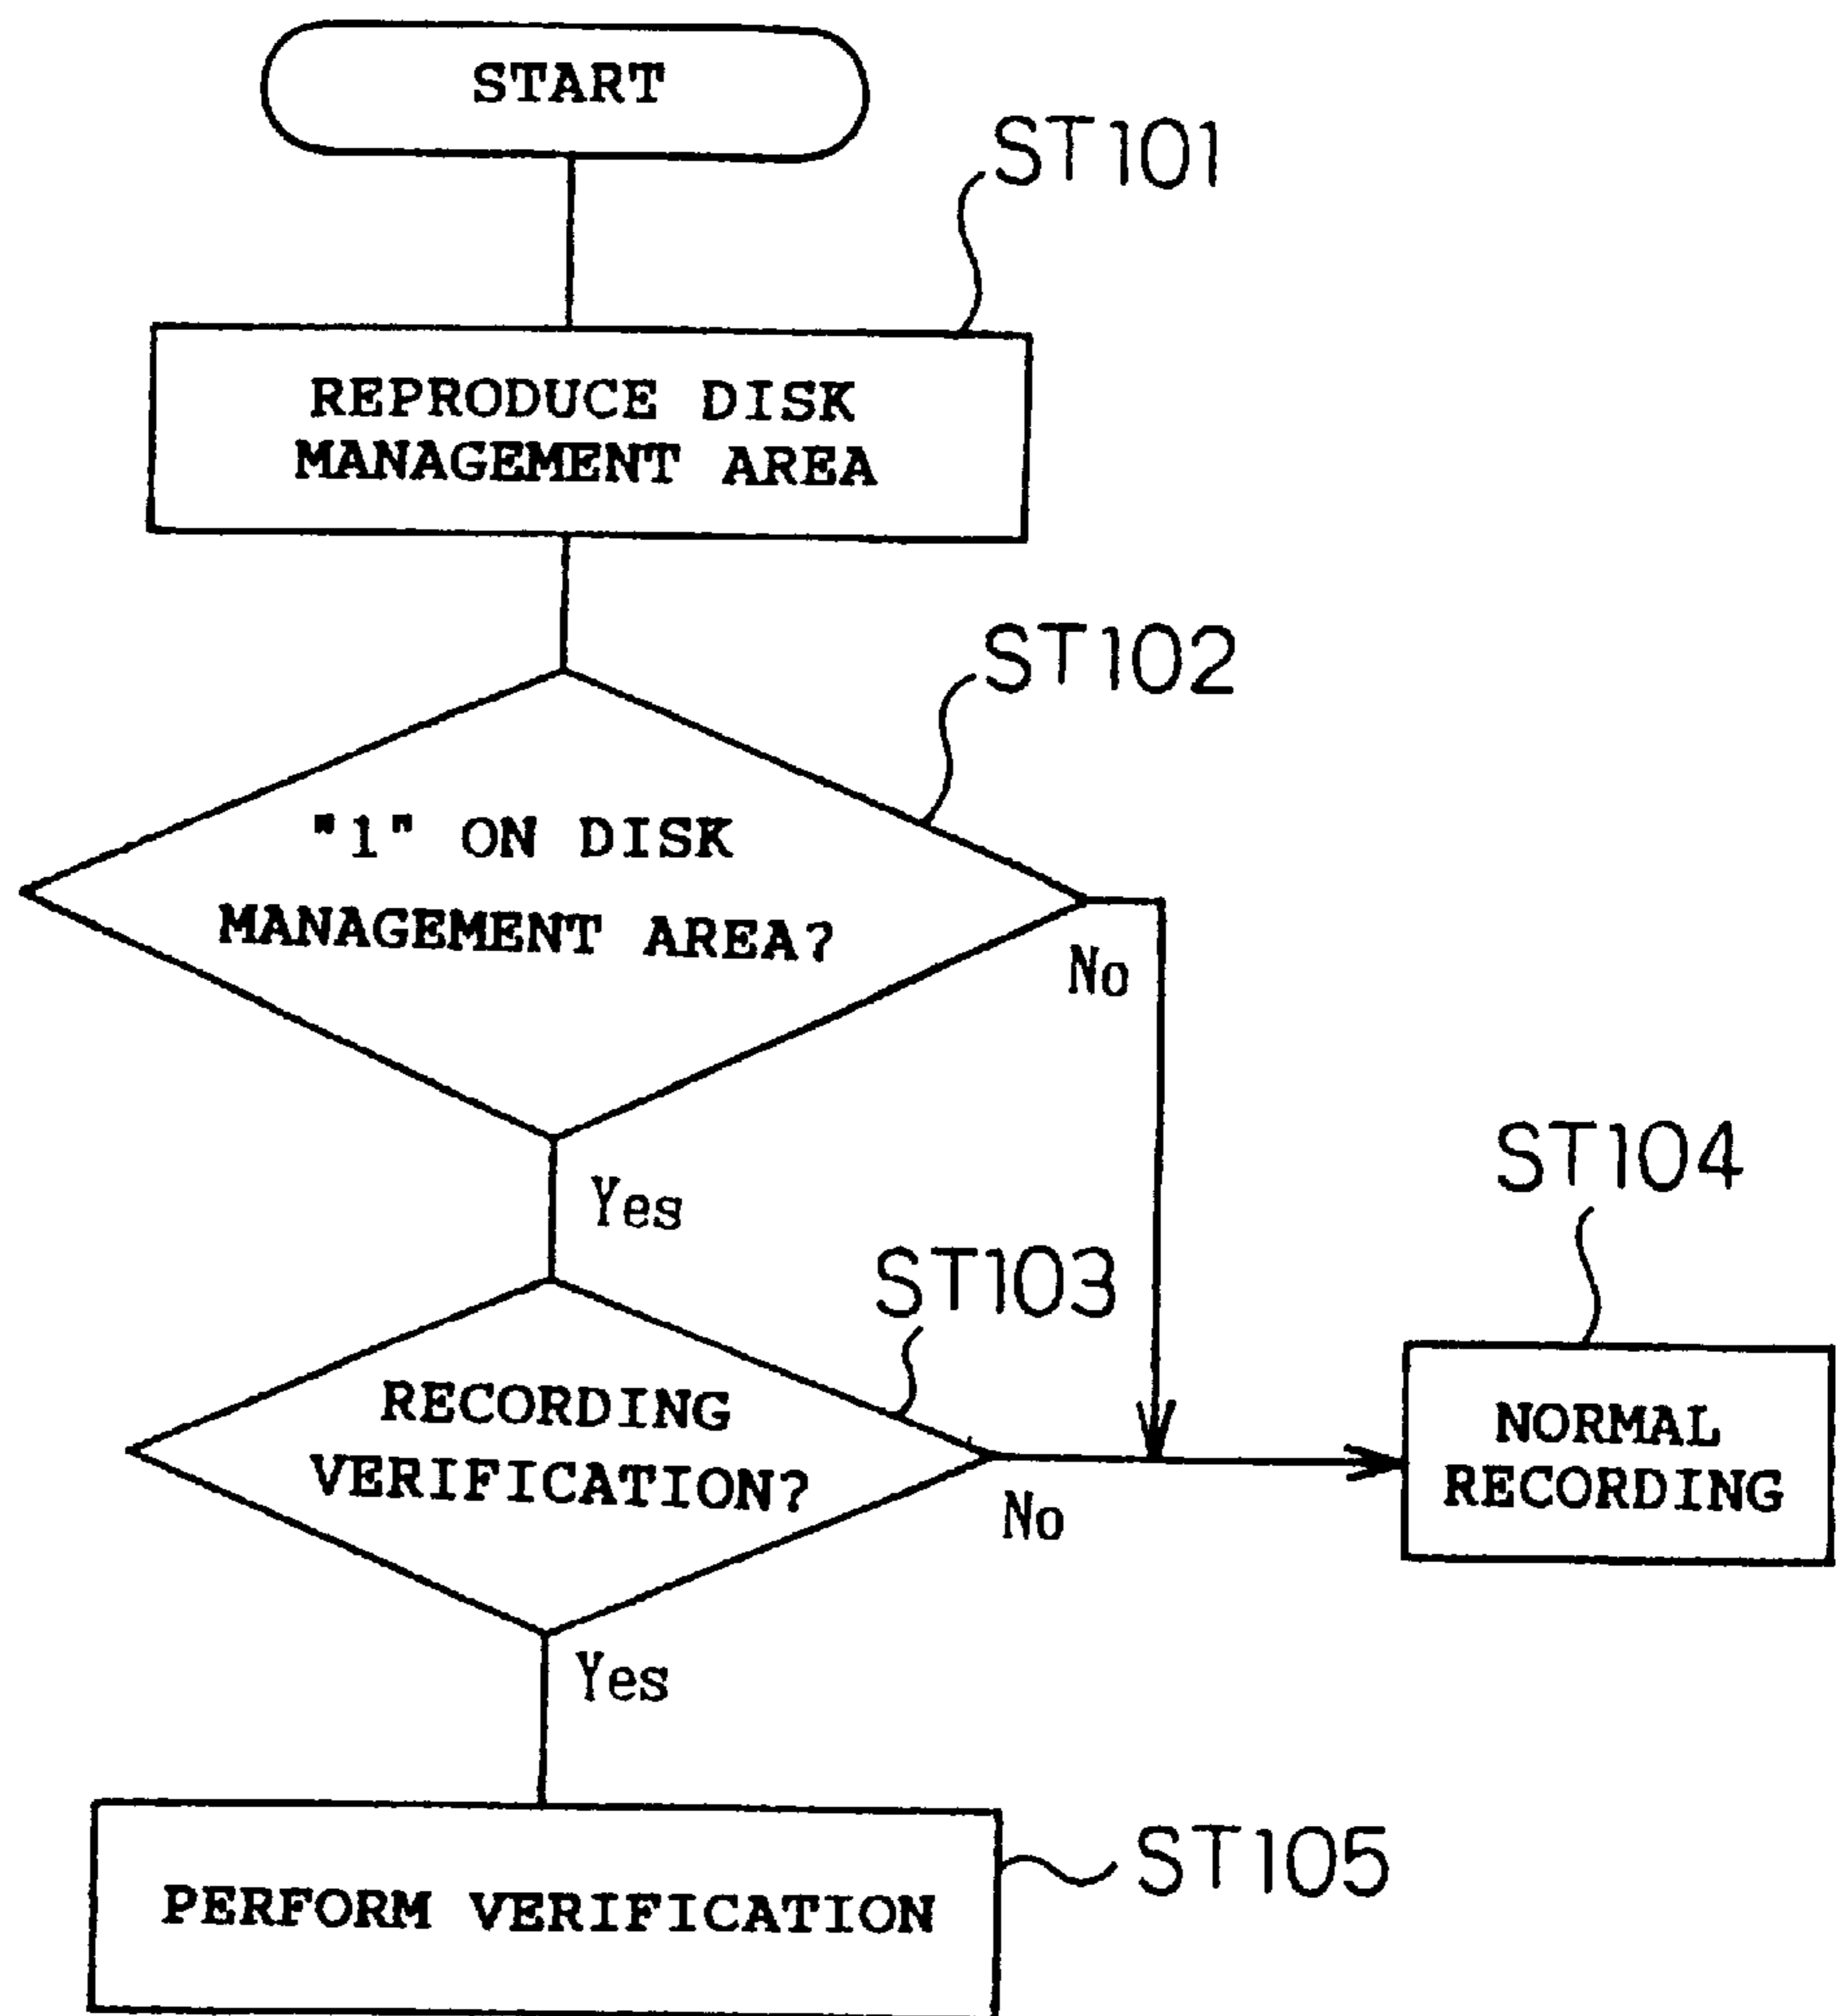 START
ST101
REPRODUCE DISK
MANAGEMENT AREA
ST102
"1" ON DISK
MANAGEMENT AREA?
No
Yes
ST103
ST104
RECORDING
VERIFICATION?
No
NORMAL
RECORDING
Yes
PERFORM VERIFICATION
ST105